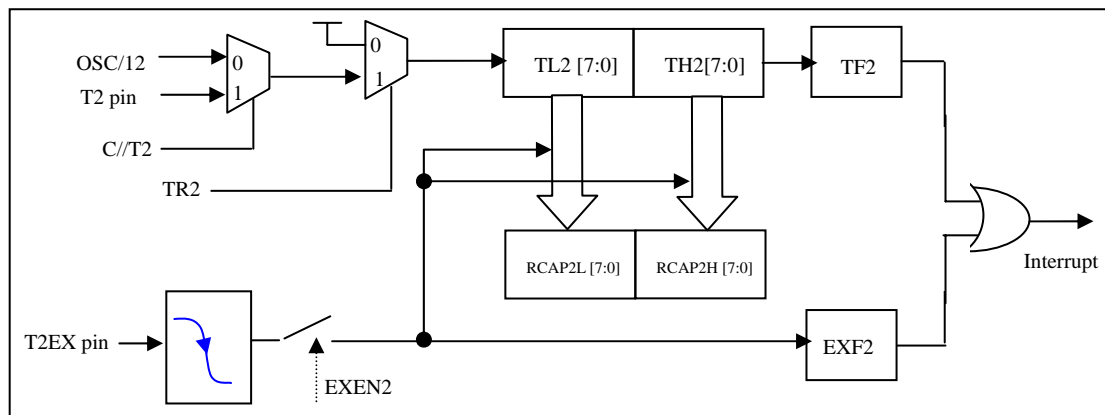 OSC/12
0
T2 pin
1
C//T2
0
1
TR2
TL2 [7:0]
TH2[7:0]
TF2
RCAP2L [7:0]
RCAP2H [7:0]
Interrupt
T2EX pin
EXEN2
EXF2